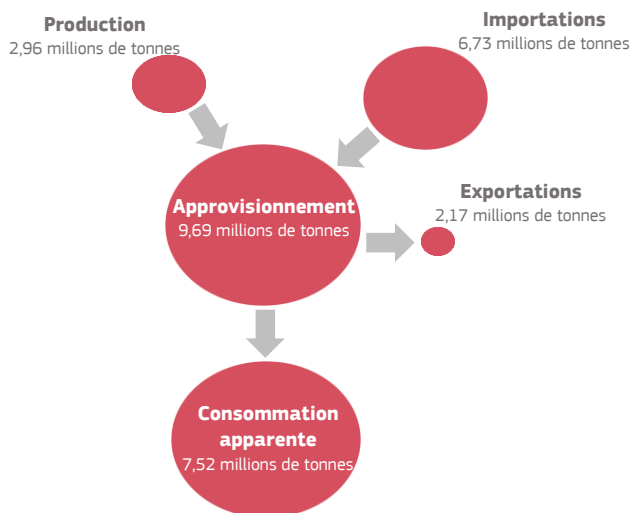 Production
2,96 millions de tonnes
Importations
6,73 millions de tonnes
Approvisionnement
9,69 millions de tonnes
Exportations
2,17 millions de tonnes
Consommation
apparente
7,52 millions de tonnes